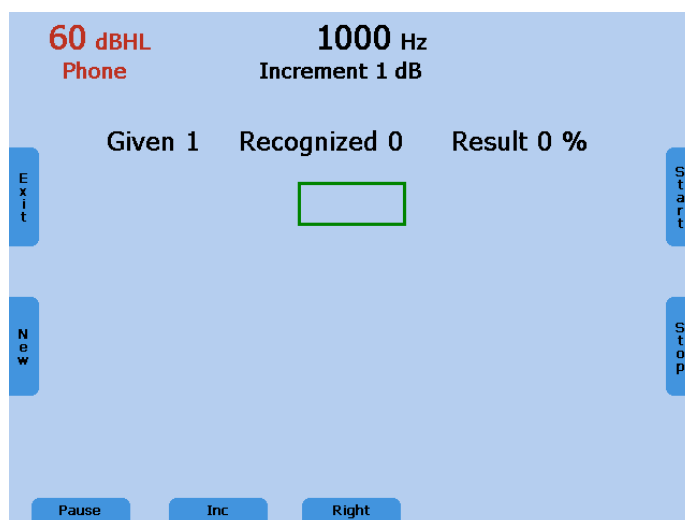 60 dBHL 1000 Hz
Phone Increment 1 dB
Given 1 Recognized 0 Result 0 %
Exit
Start
New
Stop
Pause Inc Right